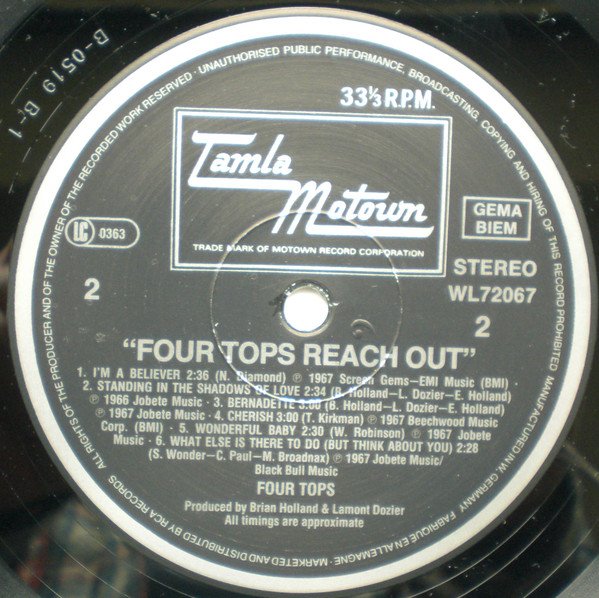 B-0519 B-1
ALL RIGHTS OF THE PRODUCER AND OF THE OWNER OF THE RECORDED WORK RESERVED · UNAUTHORISED PUBLIC PERFORMANCE, BROADCASTING, COPYING AND HIRING OF THIS RECORD PROHIBITED
MANUFACTURED IN W. GERMANY FABRIQUE EN ALLEMAGNE · MARKETED AND DISTRIBUTED BY RCA RECORDS
33⅓ R.P.M.
Tamla
Motown
TRADE MARK OF MOTOWN RECORD CORPORATION
LC 0363
GEMA
BIEM
STEREO
WL72067
2
2
"FOUR TOPS REACH OUT"
1. I'M A BELIEVER 2:36 (N. Diamond) ℗ 1967 Screen Gems–EMI Music (BMI) ·
2. STANDING IN THE SHADOWS OF LOVE 2:34 (B. Holland–L. Dozier–E. Holland)
℗ 1966 Jobete Music · 3. BERNADETTE 3:00 (B. Holland–L. Dozier–E. Holland)
℗ 1967 Jobete Music · 4. CHERISH 3:00 (T. Kirkman) ℗ 1967 Beechwood Music
Corp. (BMI) · 5. WONDERFUL BABY 2:30 (W. Robinson) ℗ 1967 Jobete
Music · 6. WHAT ELSE IS THERE TO DO (BUT THINK ABOUT YOU) 2:28
(S. Wonder–C. Paul–M. Broadnax) ℗ 1967 Jobete Music/
Black Bull Music
FOUR TOPS
Produced by Brian Holland & Lamont Dozier
All timings are approximate